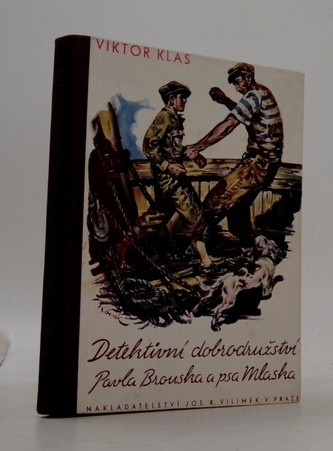 VIKTOR KLAS
Detektivní dobrodružství
Pavla Brouska a psa Mlaska
NAKLADATELSTVÍ JOS. R. VILÍMEK V PRAZE